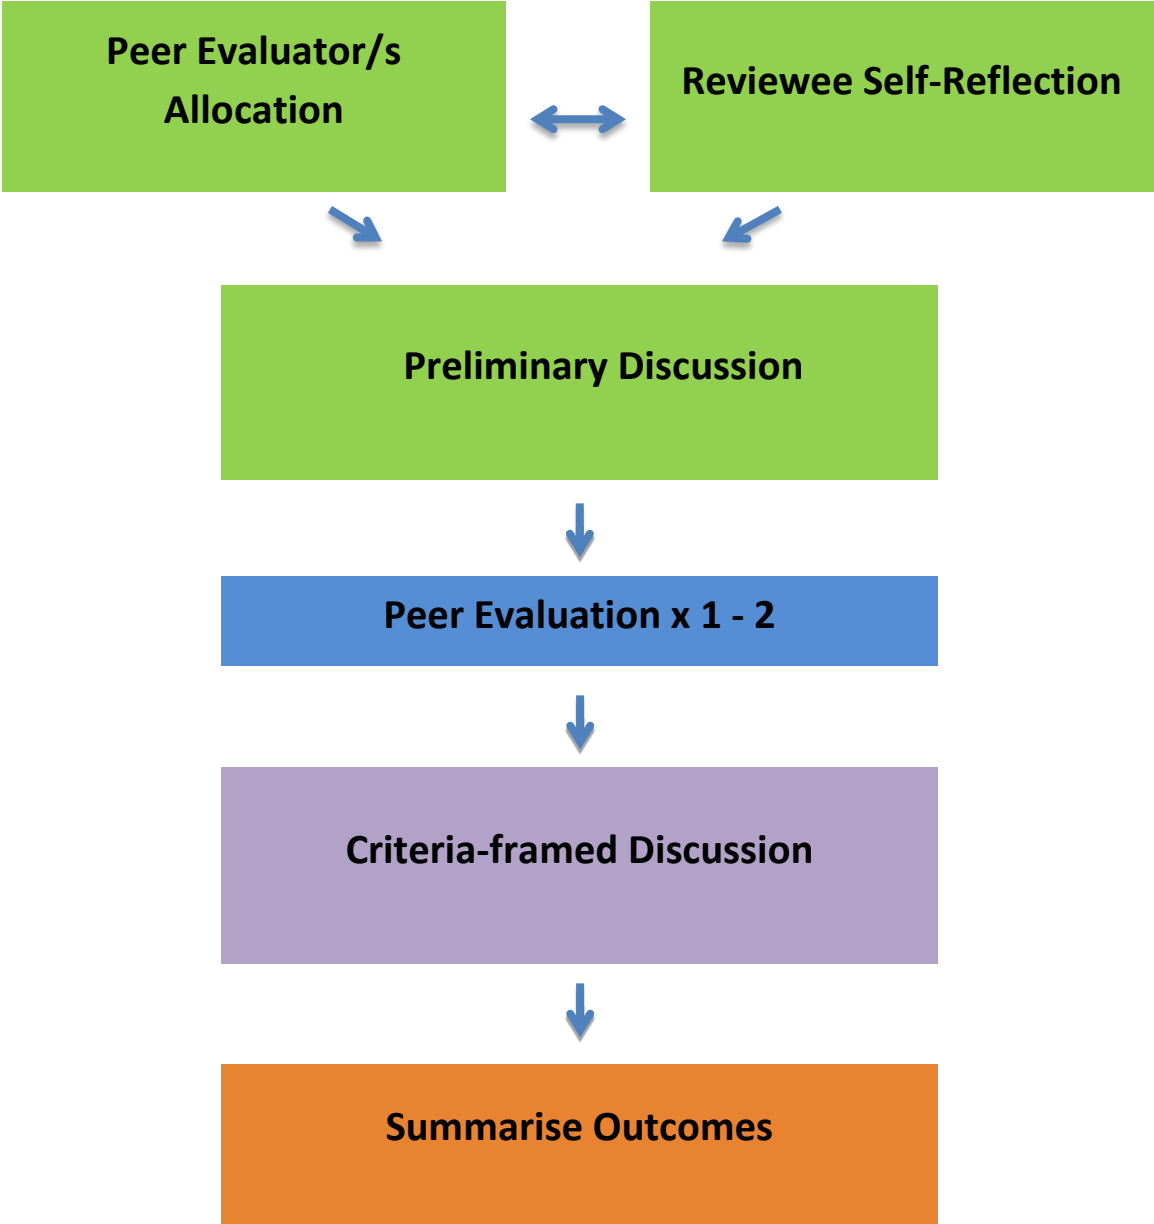 Peer Evaluator/s
Allocation
Reviewee Self-Reflection
Preliminary Discussion
Peer Evaluation x 1 - 2
Criteria-framed Discussion
Summarise Outcomes